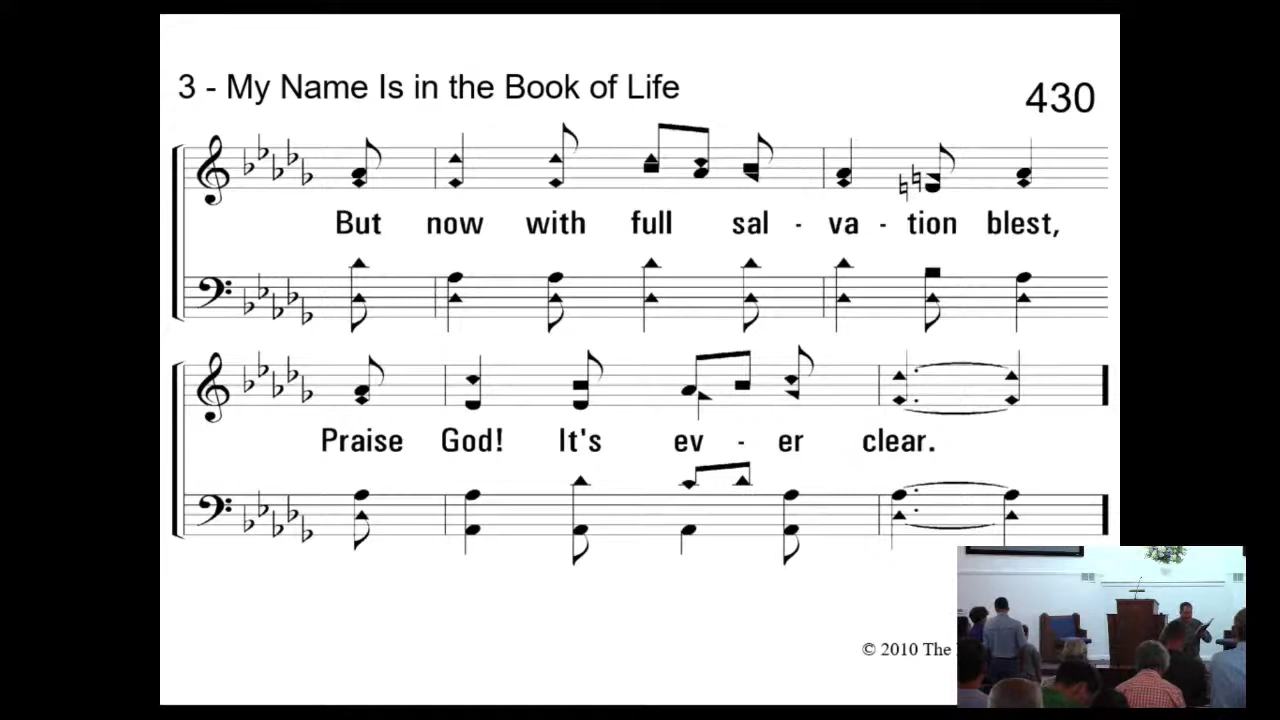 3 - My Name Is in the Book of Life
430
But now with full sal - va - tion blest,
Praise God! It's ev - er clear.
© 2010 The